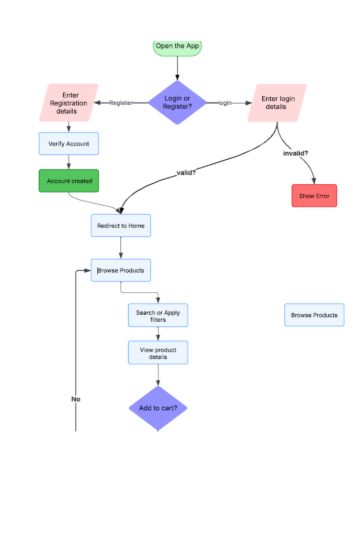 Open the App
Enter
Registration
details
Register
Login or
Register?
login
Enter login
details
Verify Account
invalid?
valid?
Account created
Show Error
Redirect to Home
Browse Products
Search or Apply
filters
Browse Products
View product
details
No
Add to cart?